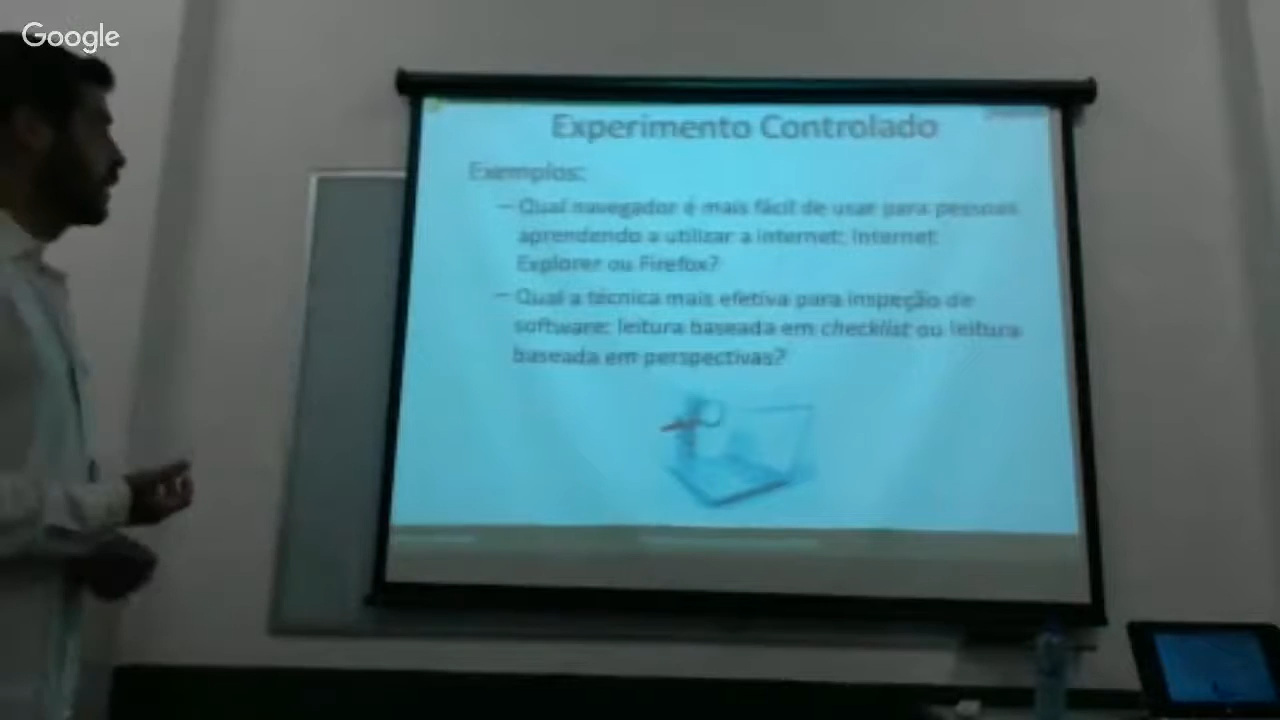 Google
Experimento Controlado
Exemplos:
– Qual navegador é mais fácil de usar para pessoas
aprendendo a utilizar a internet: Internet
Explorer ou Firefox?
– Qual a técnica mais efetiva para inspeção de
software: leitura baseada em checklist ou leitura
baseada em perspectivas?